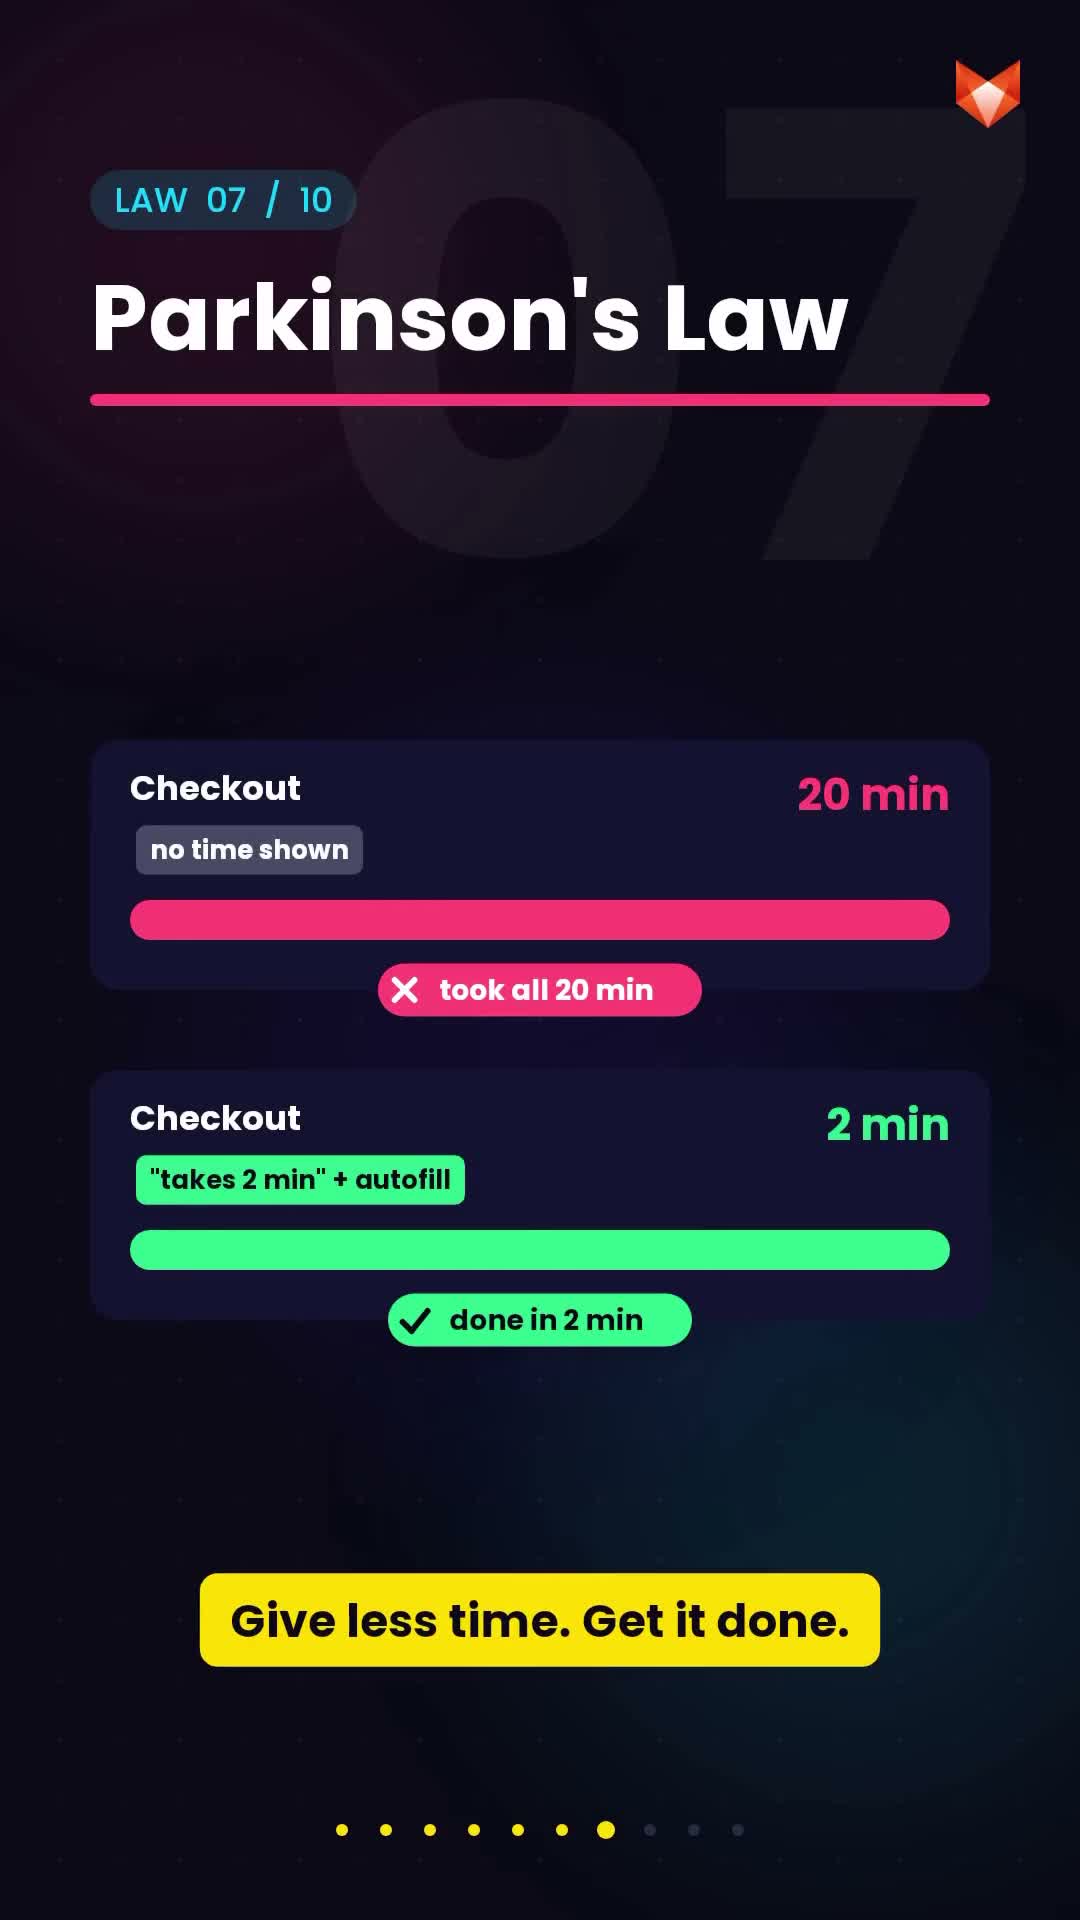 07
LAW 07 / 10
Parkinson's Law
Checkout
20 min
no time shown
took all 20 min
Checkout
2 min
"takes 2 min" + autofill
done in 2 min
Give less time. Get it done.